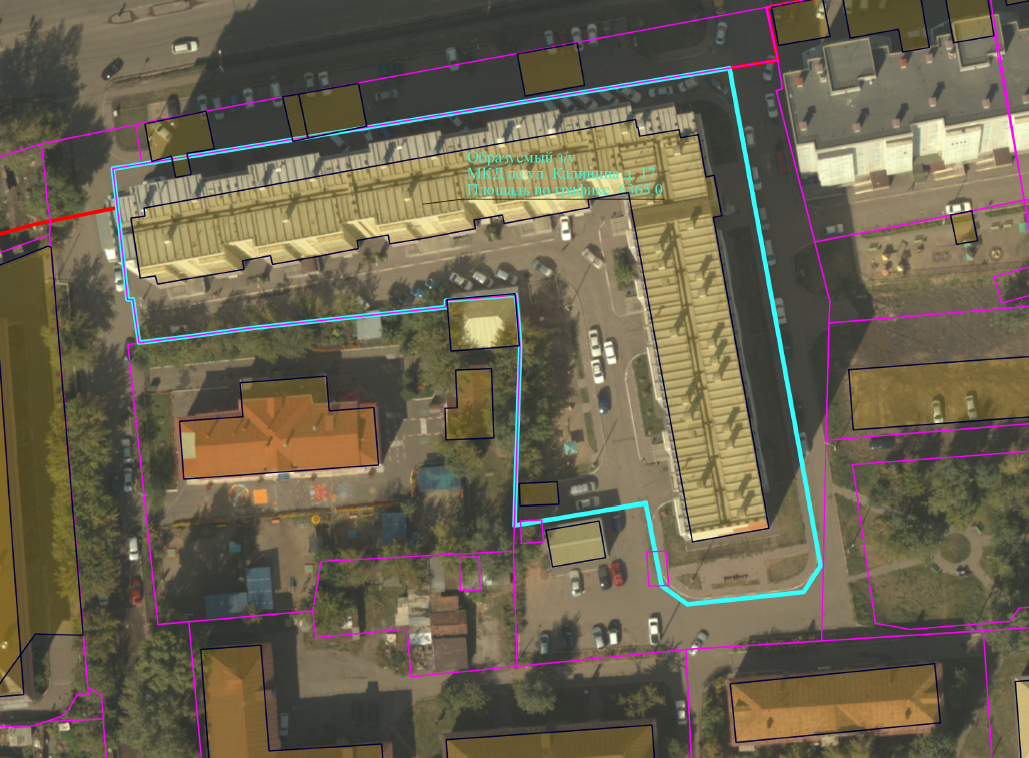 Образуемый з/у
МКД по ул. Калинина д. 17
Площадь по графике: 6365.0